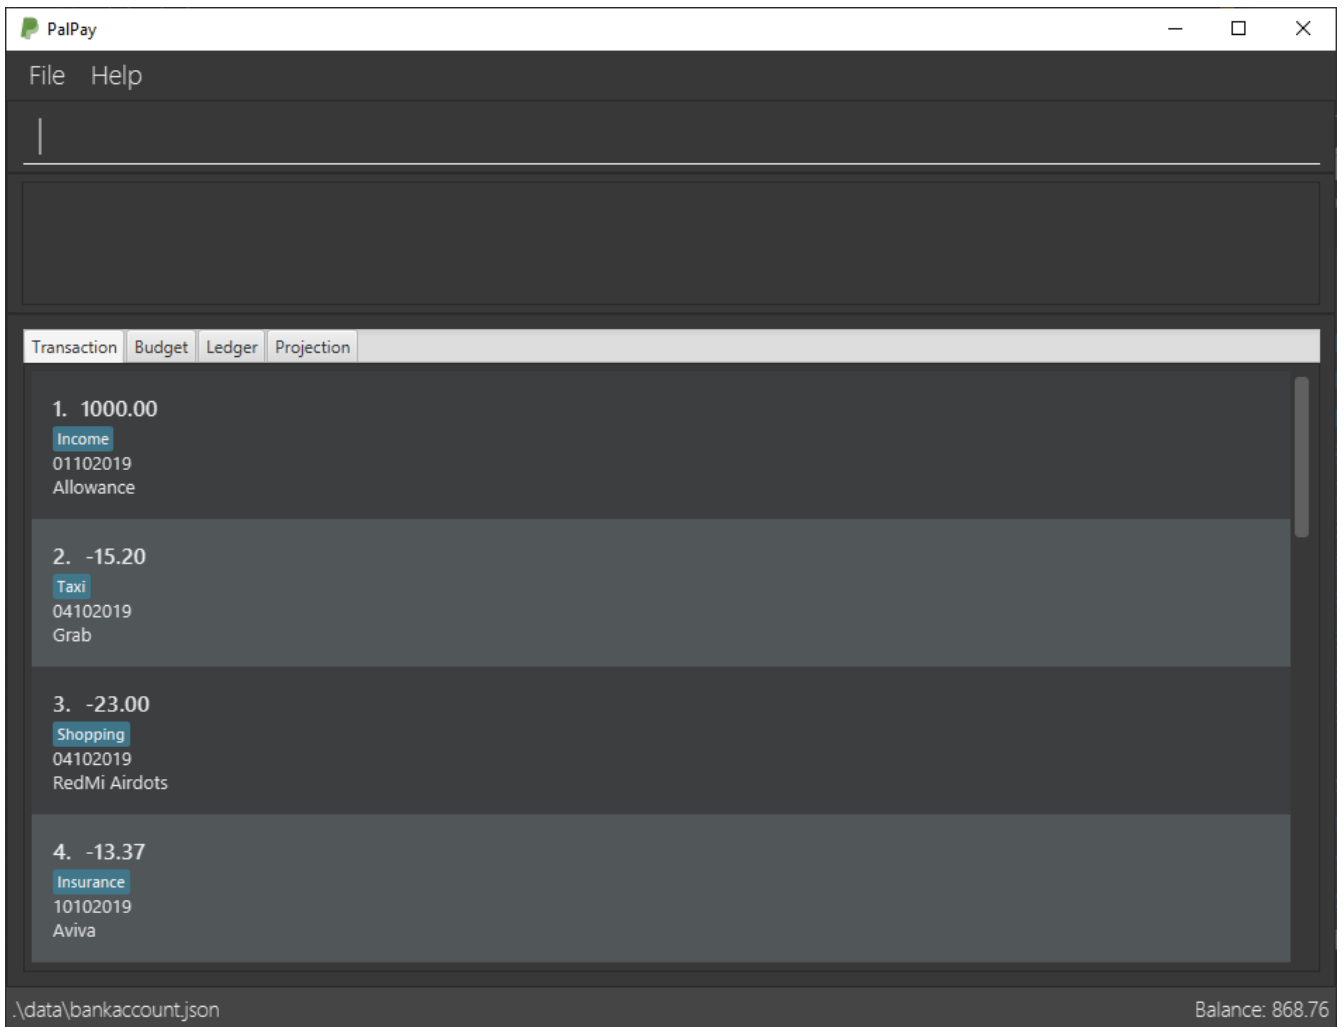 PalPay
File Help
Transaction Budget Ledger Projection
1. 1000.00
Income
01102019
Allowance
2. -15.20
Taxi
04102019
Grab
3. -23.00
Shopping
04102019
RedMi Airdots
4. -13.37
Insurance
10102019
Aviva
.\data\bankaccount.json Balance: 868.76